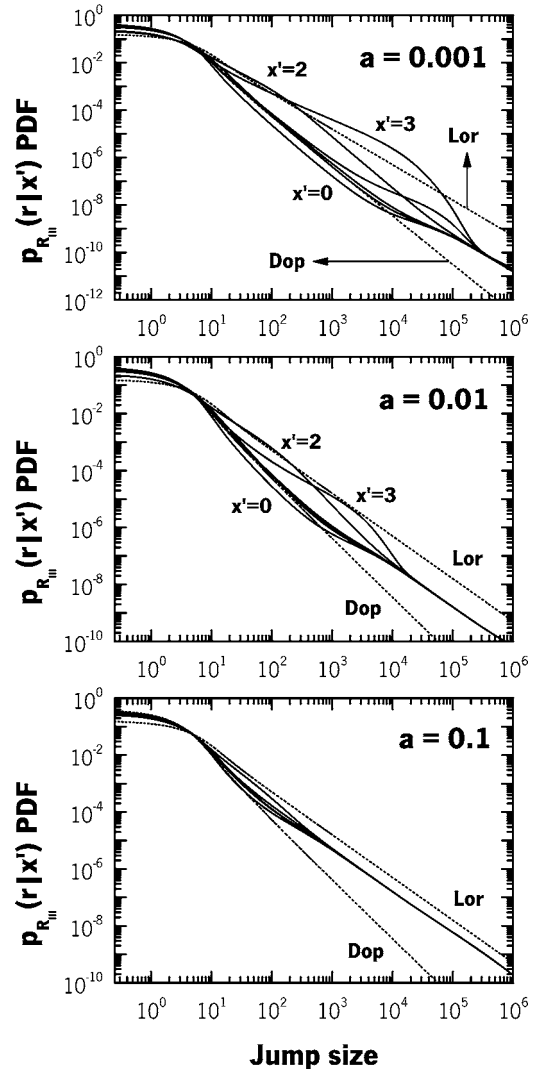 10^0
10^-2
10^-4
10^-6
10^-8
10^-10
10^-12
p_{R_{III}}(r|x') PDF
a = 0.001
x'=2
x'=3
Lor
x'=0
Dop
10^0 10^1 10^2 10^3 10^4 10^5 10^6
10^0
10^-2
10^-4
10^-6
10^-8
10^-10
p_{R_{III}}(r|x') PDF
a = 0.01
x'=2
x'=3
x'=0
Lor
Dop
10^0 10^1 10^2 10^3 10^4 10^5 10^6
10^0
10^-2
10^-4
10^-6
10^-8
10^-10
p_{R_{III}}(r|x') PDF
a = 0.1
Lor
Dop
10^0 10^1 10^2 10^3 10^4 10^5 10^6
Jump size